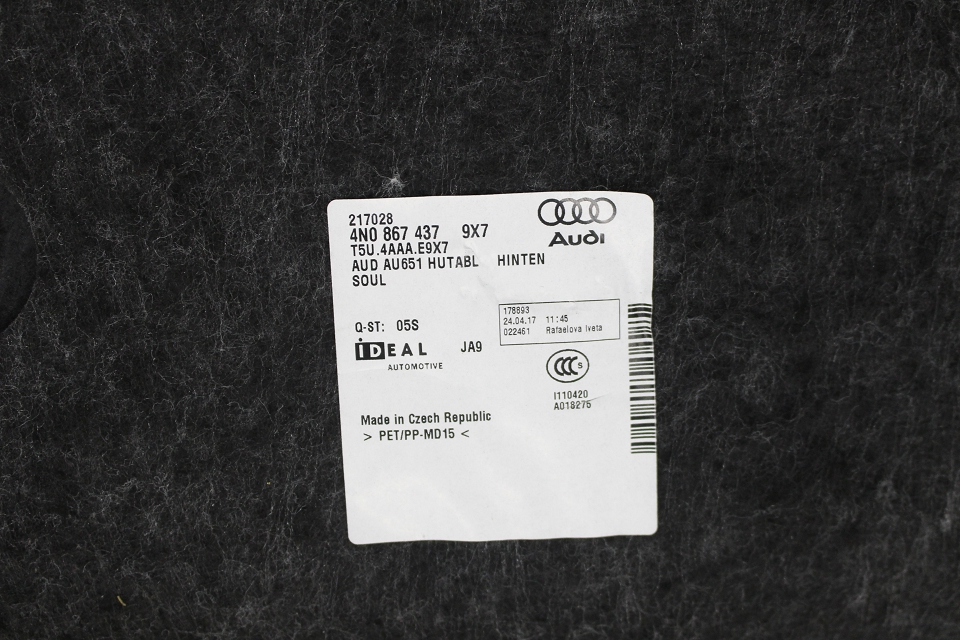 217028
4N0 867 437 9X7
T5U.4AAA.E9X7
AUD AU651 HUTABL HINTEN
SOUL
Audi
178893
24.04.17 11:45
022461 Rafaelova Iveta
Q-ST: 05S
iDEAL JA9
AUTOMOTIVE
CCC S
I110420
A018275
Made in Czech Republic
> PET/PP-MD15 <